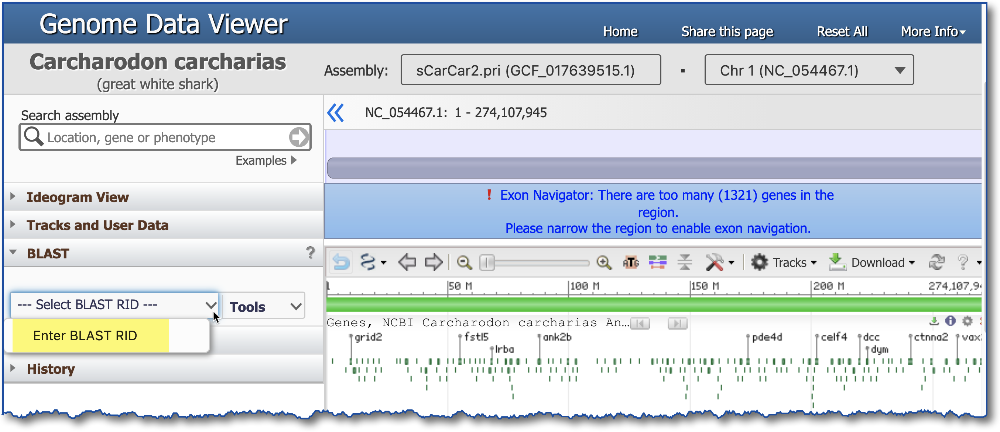 Genome Data Viewer
Home Share this page Reset All More Info
Carcharodon carcharias
(great white shark)
Assembly: sCarCar2.pri (GCF_017639515.1) Chr 1 (NC_054467.1)
Search assembly
Location, gene or phenotype
Examples
Ideogram View
Tracks and User Data
BLAST ?
--- Select BLAST RID --- Tools
Enter BLAST RID
History
NC_054467.1: 1 - 274,107,945
! Exon Navigator: There are too many (1321) genes in the
region.
Please narrow the region to enable exon navigation.
ATG Tracks Download ?
1 50 M 100 M 150 M 200 M 274,107,9
Genes, NCBI Carcharodon carcharias An...
grid2 fstl5 ank2b pde4d celf4 dcc ctnna2 vax
lrba dym